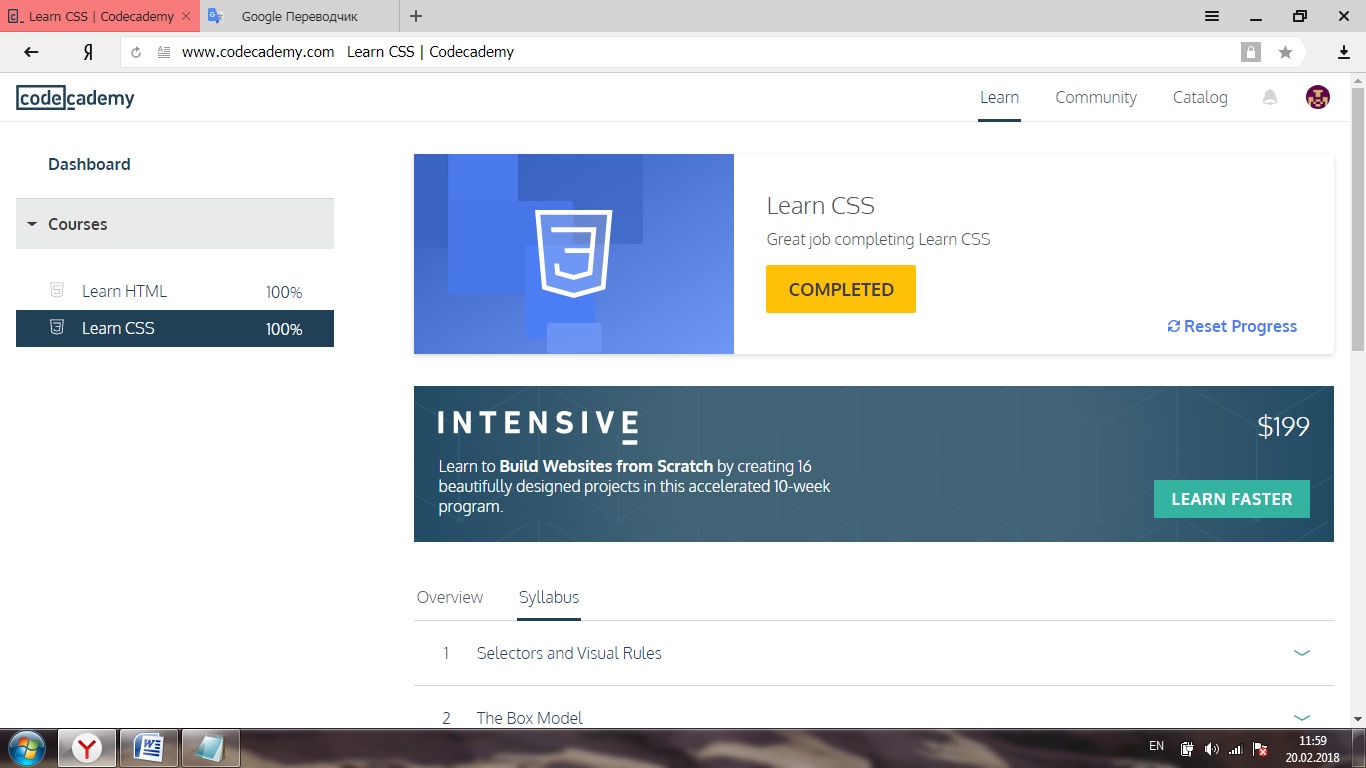 Learn CSS | Codecademy
Google Переводчик
www.codecademy.com Learn CSS | Codecademy
codecademy
Learn Community Catalog
Dashboard
Courses
Learn HTML 100%
Learn CSS 100%
Learn CSS
Great job completing Learn CSS
COMPLETED
Reset Progress
INTENSIVE
$199
Learn to Build Websites from Scratch by creating 16
beautifully designed projects in this accelerated 10-week
program.
LEARN FASTER
Overview Syllabus
1 Selectors and Visual Rules
2 The Box Model
EN
11:59
20.02.2018